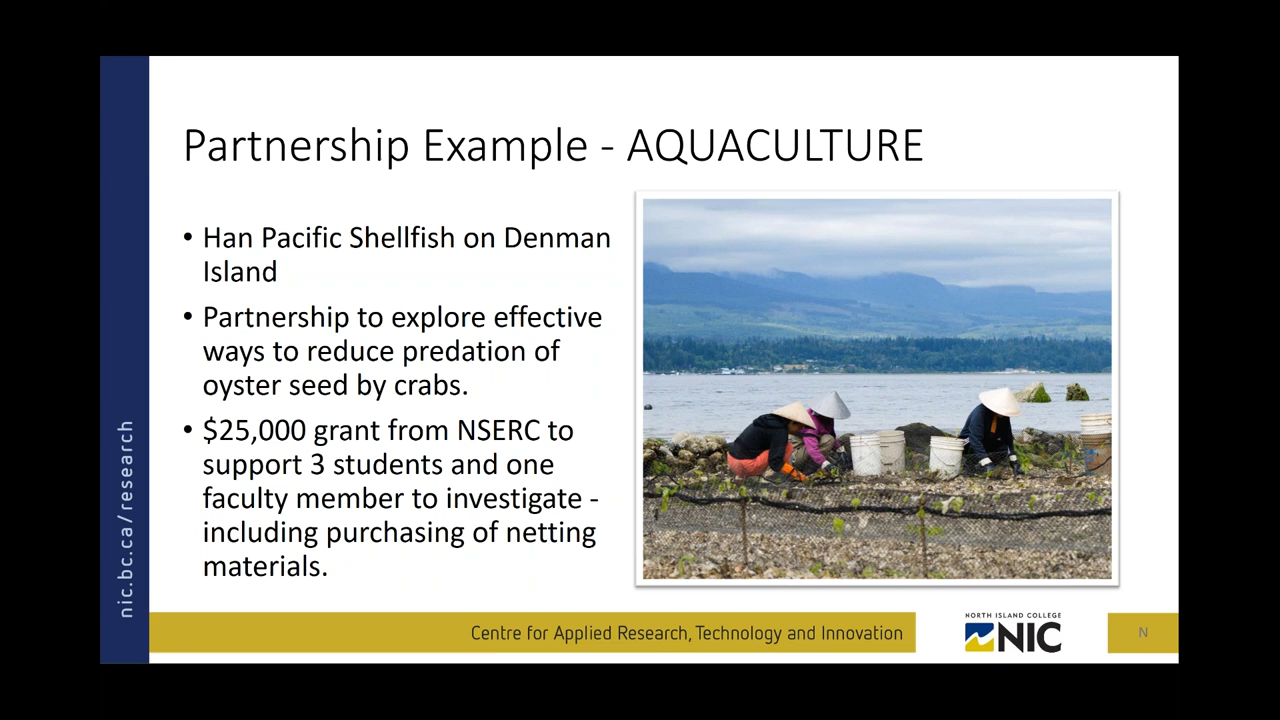 Partnership Example - AQUACULTURE
• Han Pacific Shellfish on Denman
Island
• Partnership to explore effective
ways to reduce predation of
oyster seed by crabs.
• $25,000 grant from NSERC to
support 3 students and one
faculty member to investigate -
including purchasing of netting
materials.
nic.bc.ca/research
Centre for Applied Research, Technology and Innovation
NORTH ISLAND COLLEGE
NIC
N